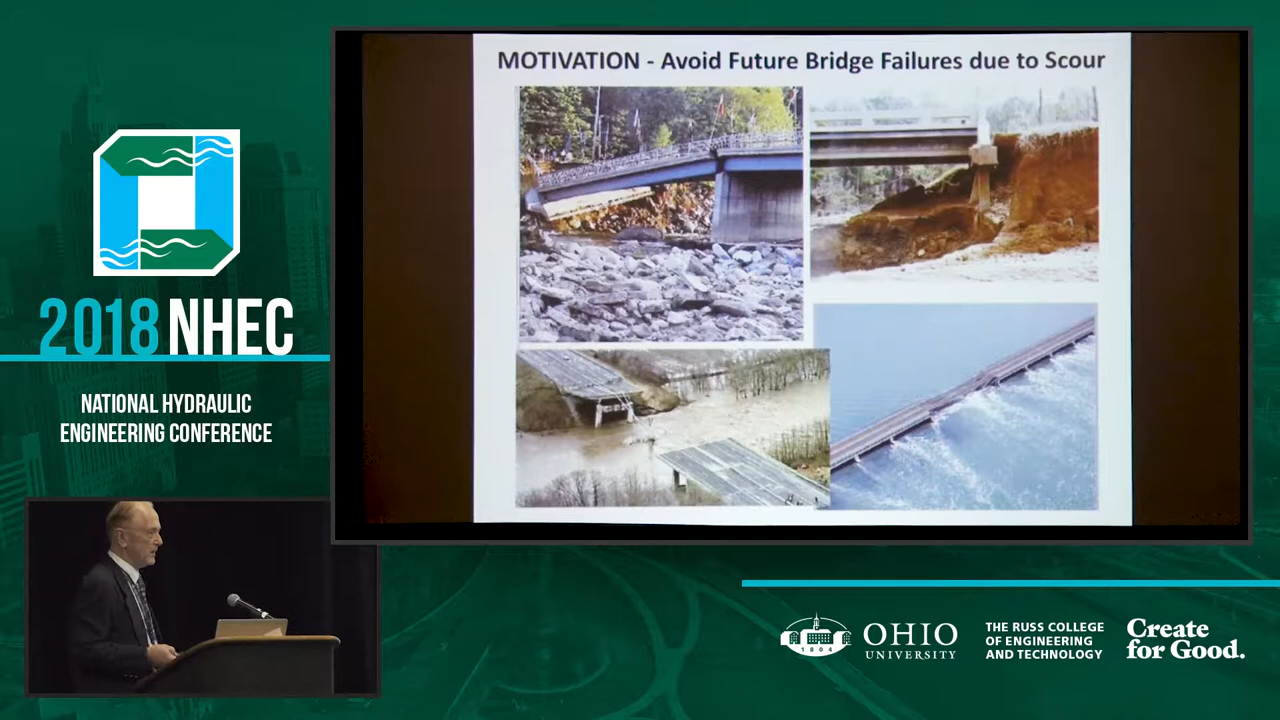 2018 NHEC
NATIONAL HYDRAULIC
ENGINEERING CONFERENCE
MOTIVATION - Avoid Future Bridge Failures due to Scour
OHIO
UNIVERSITY
1804
THE RUSS COLLEGE
OF ENGINEERING
AND TECHNOLOGY
Create
for Good.